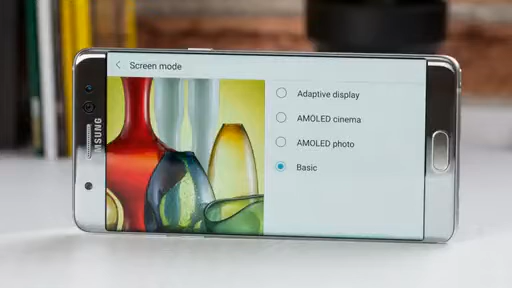 Screen mode
SAMSUNG
Adaptive display
AMOLED cinema
AMOLED photo
Basic